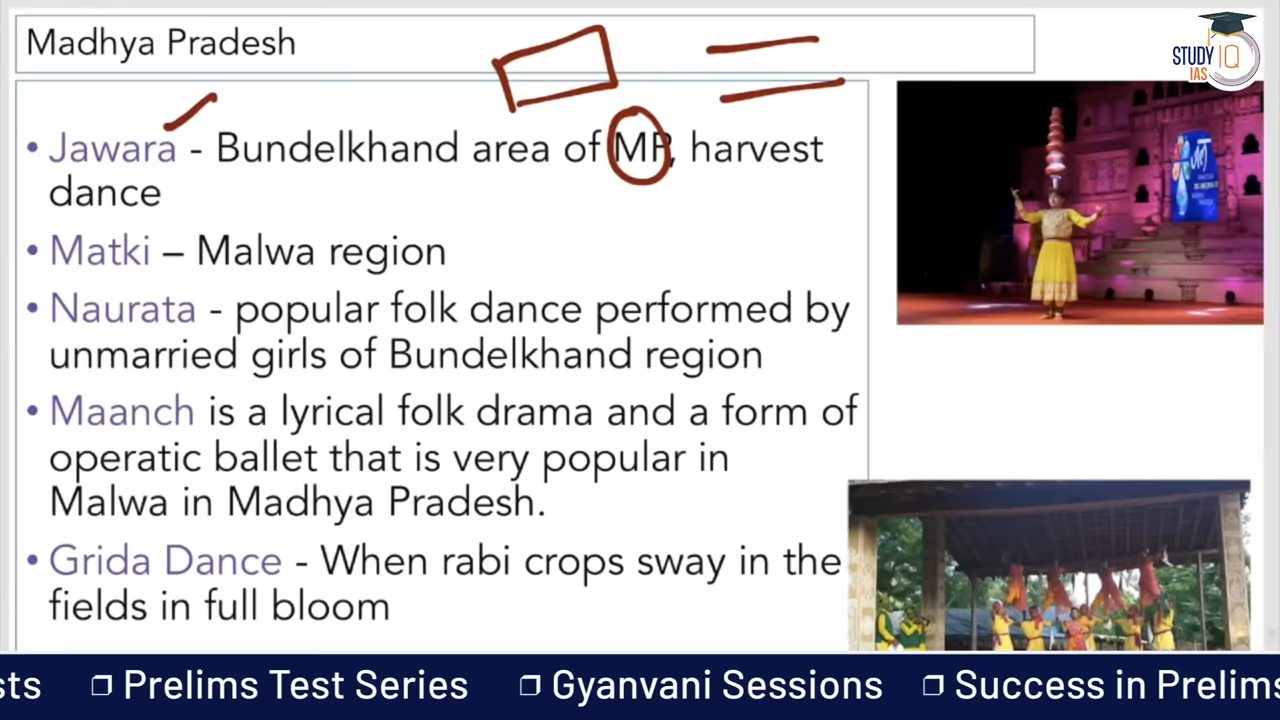 Madhya Pradesh
STUDY IQ
IAS
• Jawara - Bundelkhand area of MP, harvest
dance
• Matki – Malwa region
• Naurata - popular folk dance performed by
unmarried girls of Bundelkhand region
• Maanch is a lyrical folk drama and a form of
operatic ballet that is very popular in
Malwa in Madhya Pradesh.
• Grida Dance - When rabi crops sway in the
fields in full bloom
sts ❐ Prelims Test Series ❐ Gyanvani Sessions ❐ Success in Prelims